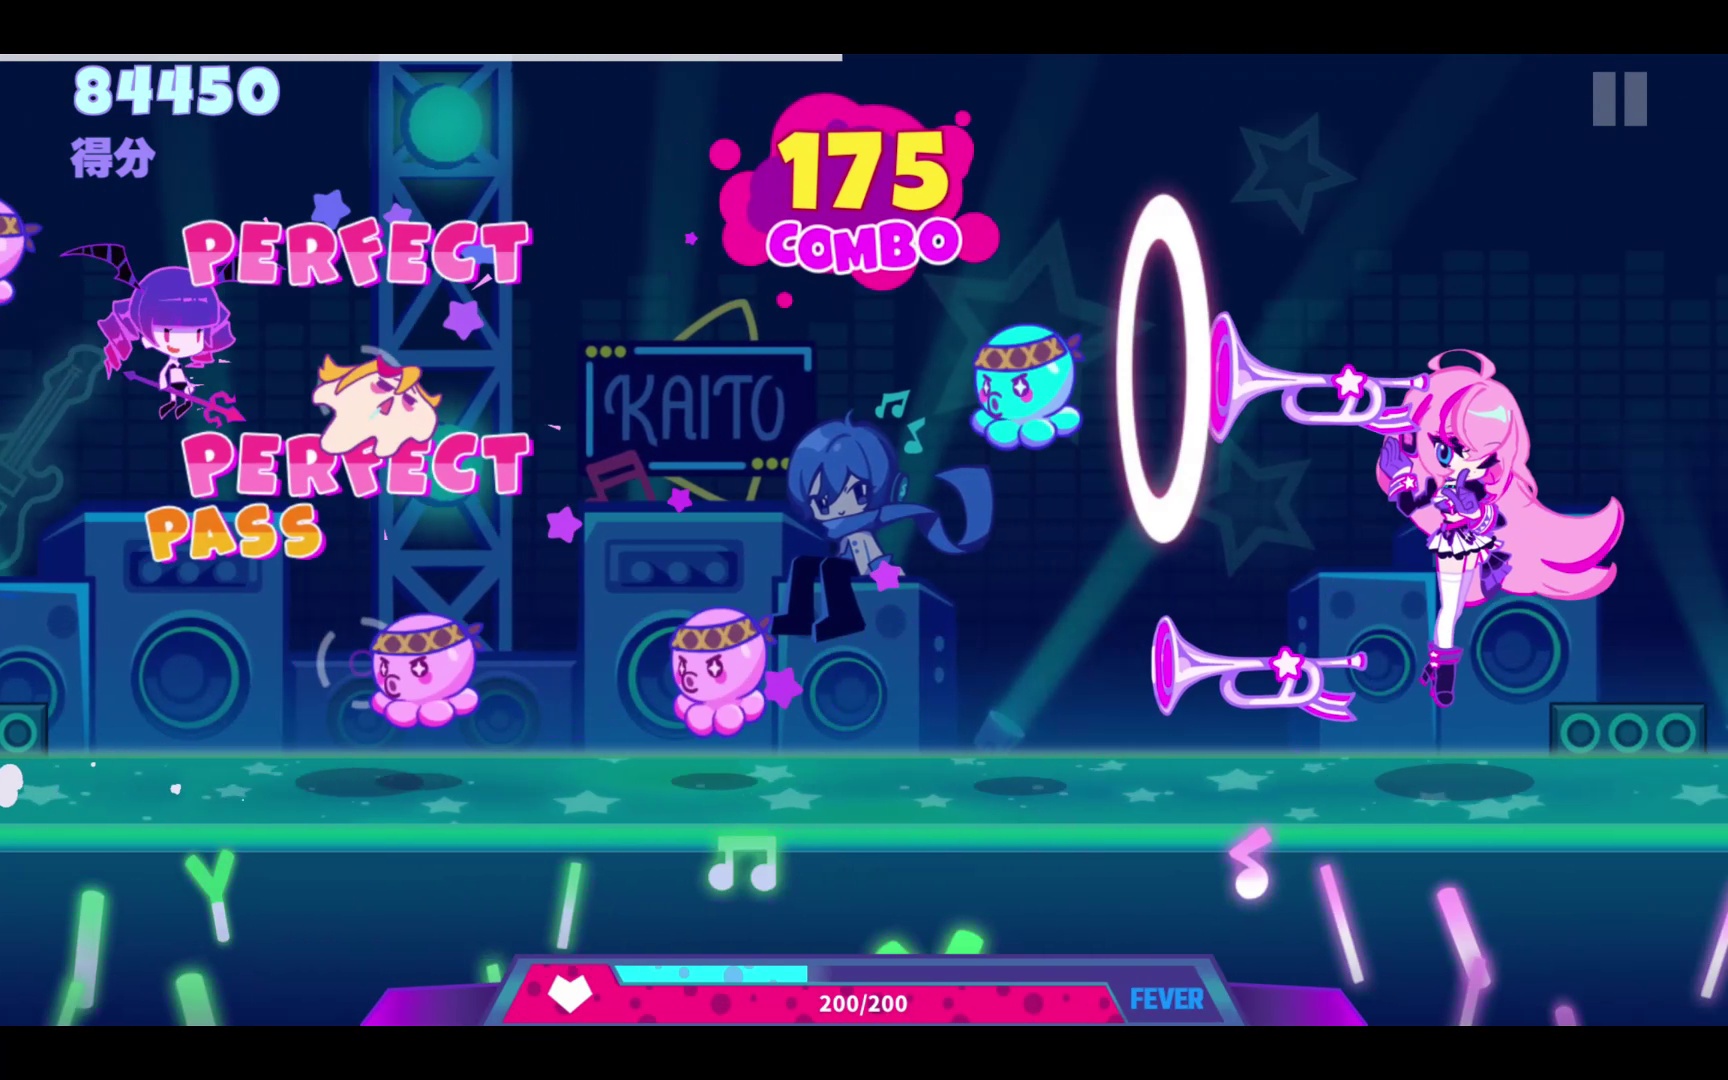 84450
得分
175
COMBO
PERFECT
KAITO
PERFECT
PASS
200/200
FEVER